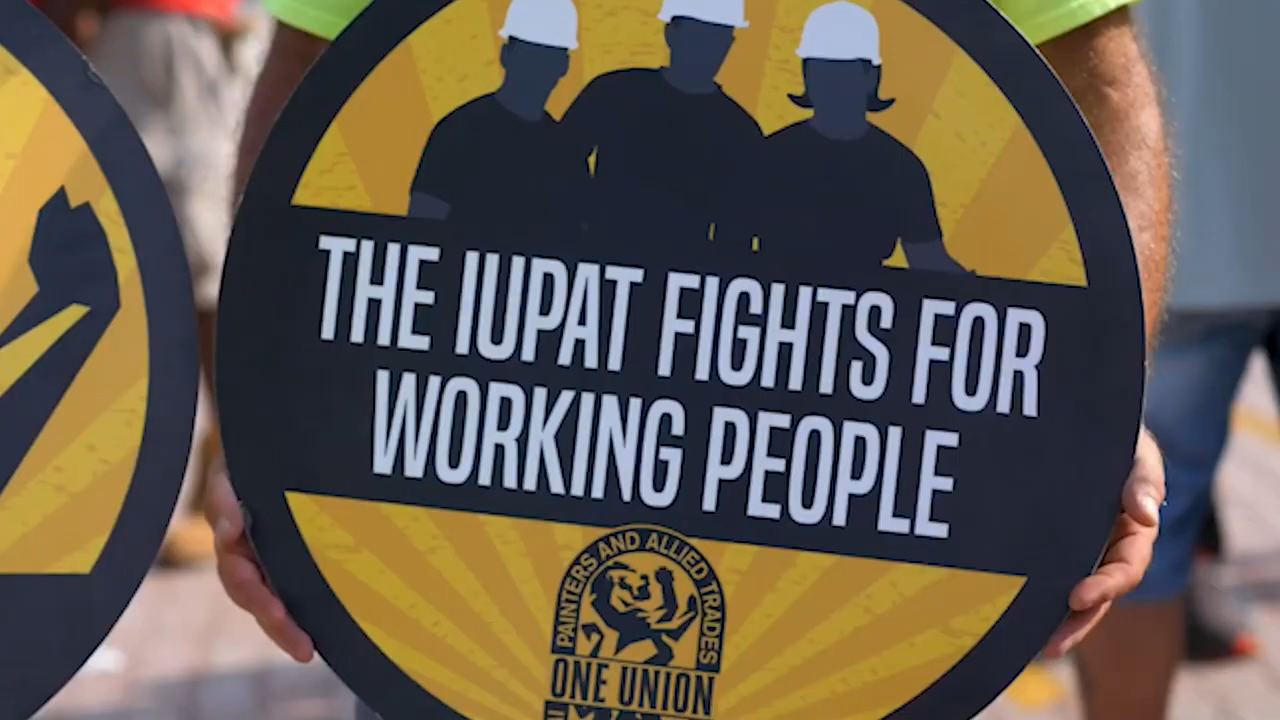 THE IUPAT FIGHTS FOR
WORKING PEOPLE
PAINTERS AND ALLIED TRADES
ONE UNION